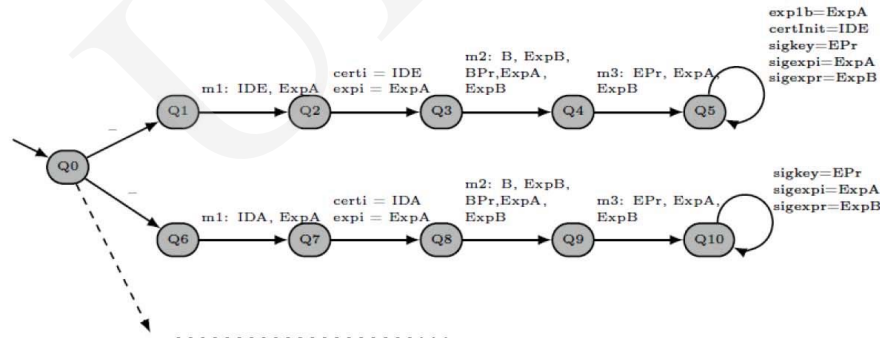 exp1b=ExpA
certInit=IDE
sigkey=EPr
sigexpi=ExpA
sigexpr=ExpB
m1: IDE, ExpA
certi = IDE
expi = ExpA
m2: B, ExpB,
BPr,ExpA,
ExpB
m3: EPr, ExpA,
ExpB
Q1
Q2
Q3
Q4
Q5
_
Q0
_
sigkey=EPr
sigexpi=ExpA
sigexpr=ExpB
m1: IDA, ExpA
certi = IDA
expi = ExpA
m2: B, ExpB,
BPr,ExpA,
ExpB
m3: EPr, ExpA,
ExpB
Q6
Q7
Q8
Q9
Q10